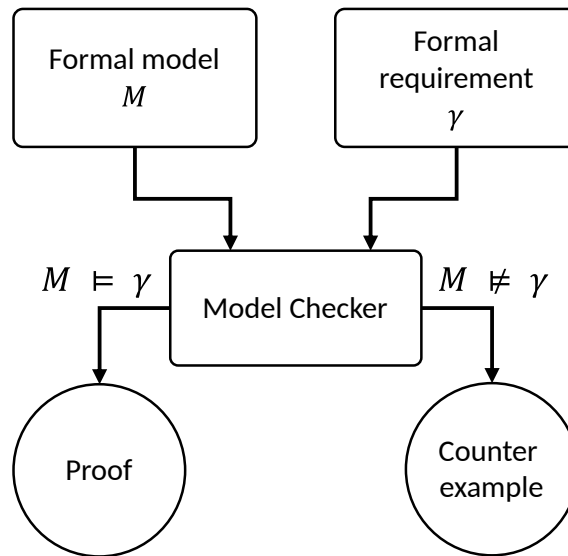 Formal model
M
Formal
requirement
γ
M ⊨ γ
M ⊭ γ
Model Checker
Proof
Counter
example